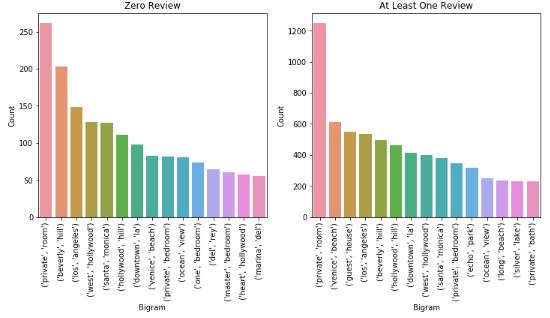 Zero Review
Count
250
200
150
100
50
0
('private', 'room')
('beverly', 'hill')
('los', 'angeles')
('west', 'hollywood')
('santa', 'monica')
('hollywood', 'hill')
('downtown', 'la')
('venice', 'beach')
('private', 'bedroom')
('ocean', 'view')
('one', 'bedroom')
('del', 'rey')
('master', 'bedroom')
('heart', 'hollywood')
('marina', 'del')
Bigram
At Least One Review
Count
1200
1000
800
600
400
200
0
('private', 'room')
('venice', 'beach')
('guest', 'house')
('los', 'angeles')
('beverly', 'hill')
('hollywood', 'hill')
('downtown', 'la')
('west', 'hollywood')
('santa', 'monica')
('private', 'bedroom')
('echo', 'park')
('ocean', 'view')
('long', 'beach')
('silver', 'lake')
('private', 'bath')
Bigram